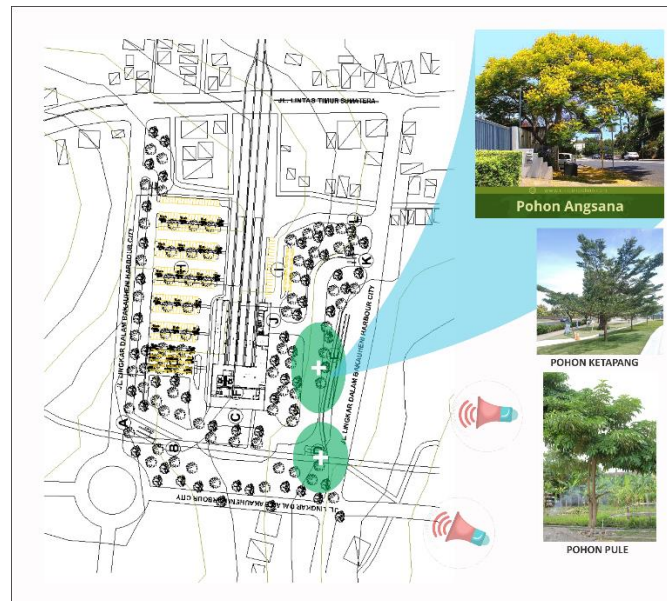 JL. LINTAS TIMUR SUMATERA
Pohon Angsana
JL. LINGKAR DALAM BAKAUHENI HARBOUR CITY
H
I
K
J
JL. LINGKAR DALAM BAKAUHENI HARBOUR CITY
A
B
C
JL. LINGKAR DALAM BAKAUHENI HARBOUR CITY
POHON KETAPANG
POHON PULE